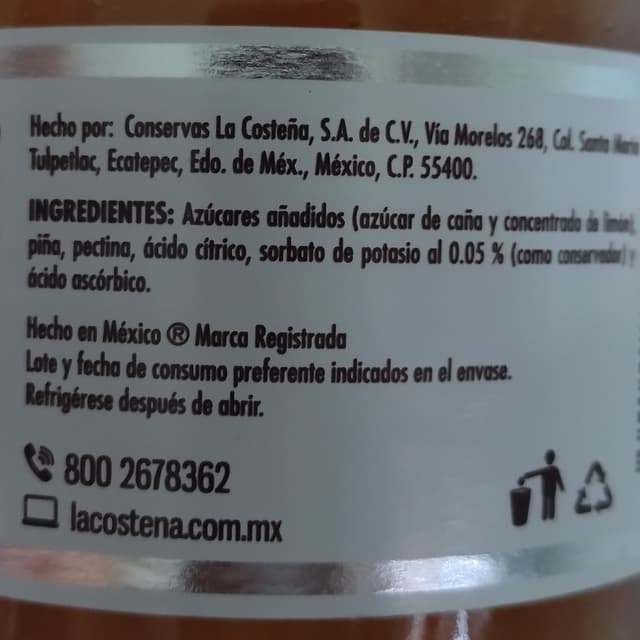 Hecho por: Conservas La Costeña, S.A. de C.V., Vía Morelos 268, Col. Santa María
Tulpetlac, Ecatepec, Edo. de Méx., México, C.P. 55400.
INGREDIENTES: Azúcares añadidos (azúcar de caña y concentrado de limón),
piña, pectina, ácido cítrico, sorbato de potasio al 0.05 % (como conservador) y
ácido ascórbico.
Hecho en México ® Marca Registrada
Lote y fecha de consumo preferente indicados en el envase.
Refrigérese después de abrir.
800 2678362
lacostena.com.mx